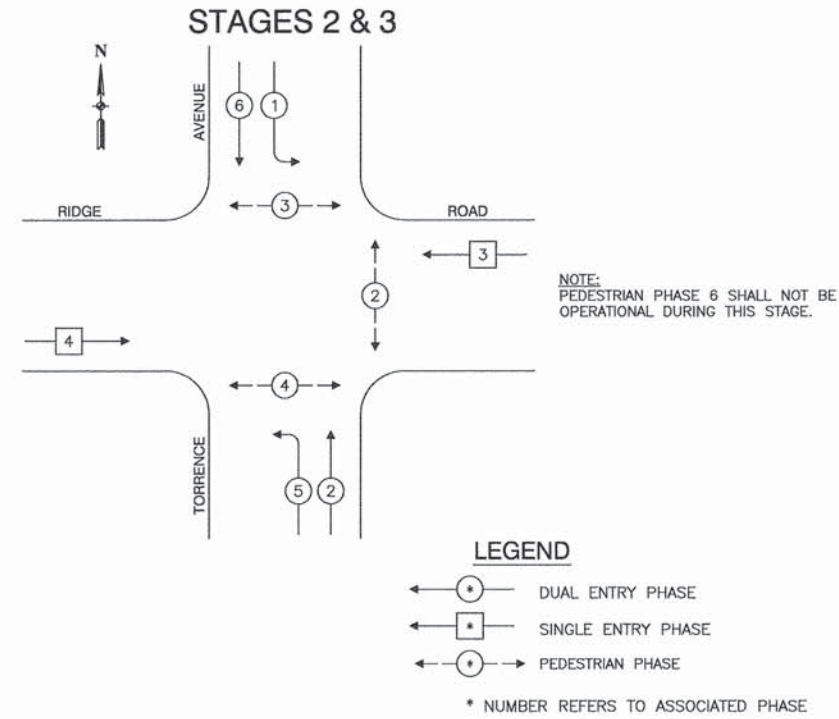 STAGES 2 & 3
N
AVENUE
6
1
RIDGE
3
ROAD
3
2
NOTE:
PEDESTRIAN PHASE 6 SHALL NOT BE
OPERATIONAL DURING THIS STAGE.
4
4
TORRENCE
5
2
LEGEND
* DUAL ENTRY PHASE
* SINGLE ENTRY PHASE
* PEDESTRIAN PHASE
* NUMBER REFERS TO ASSOCIATED PHASE